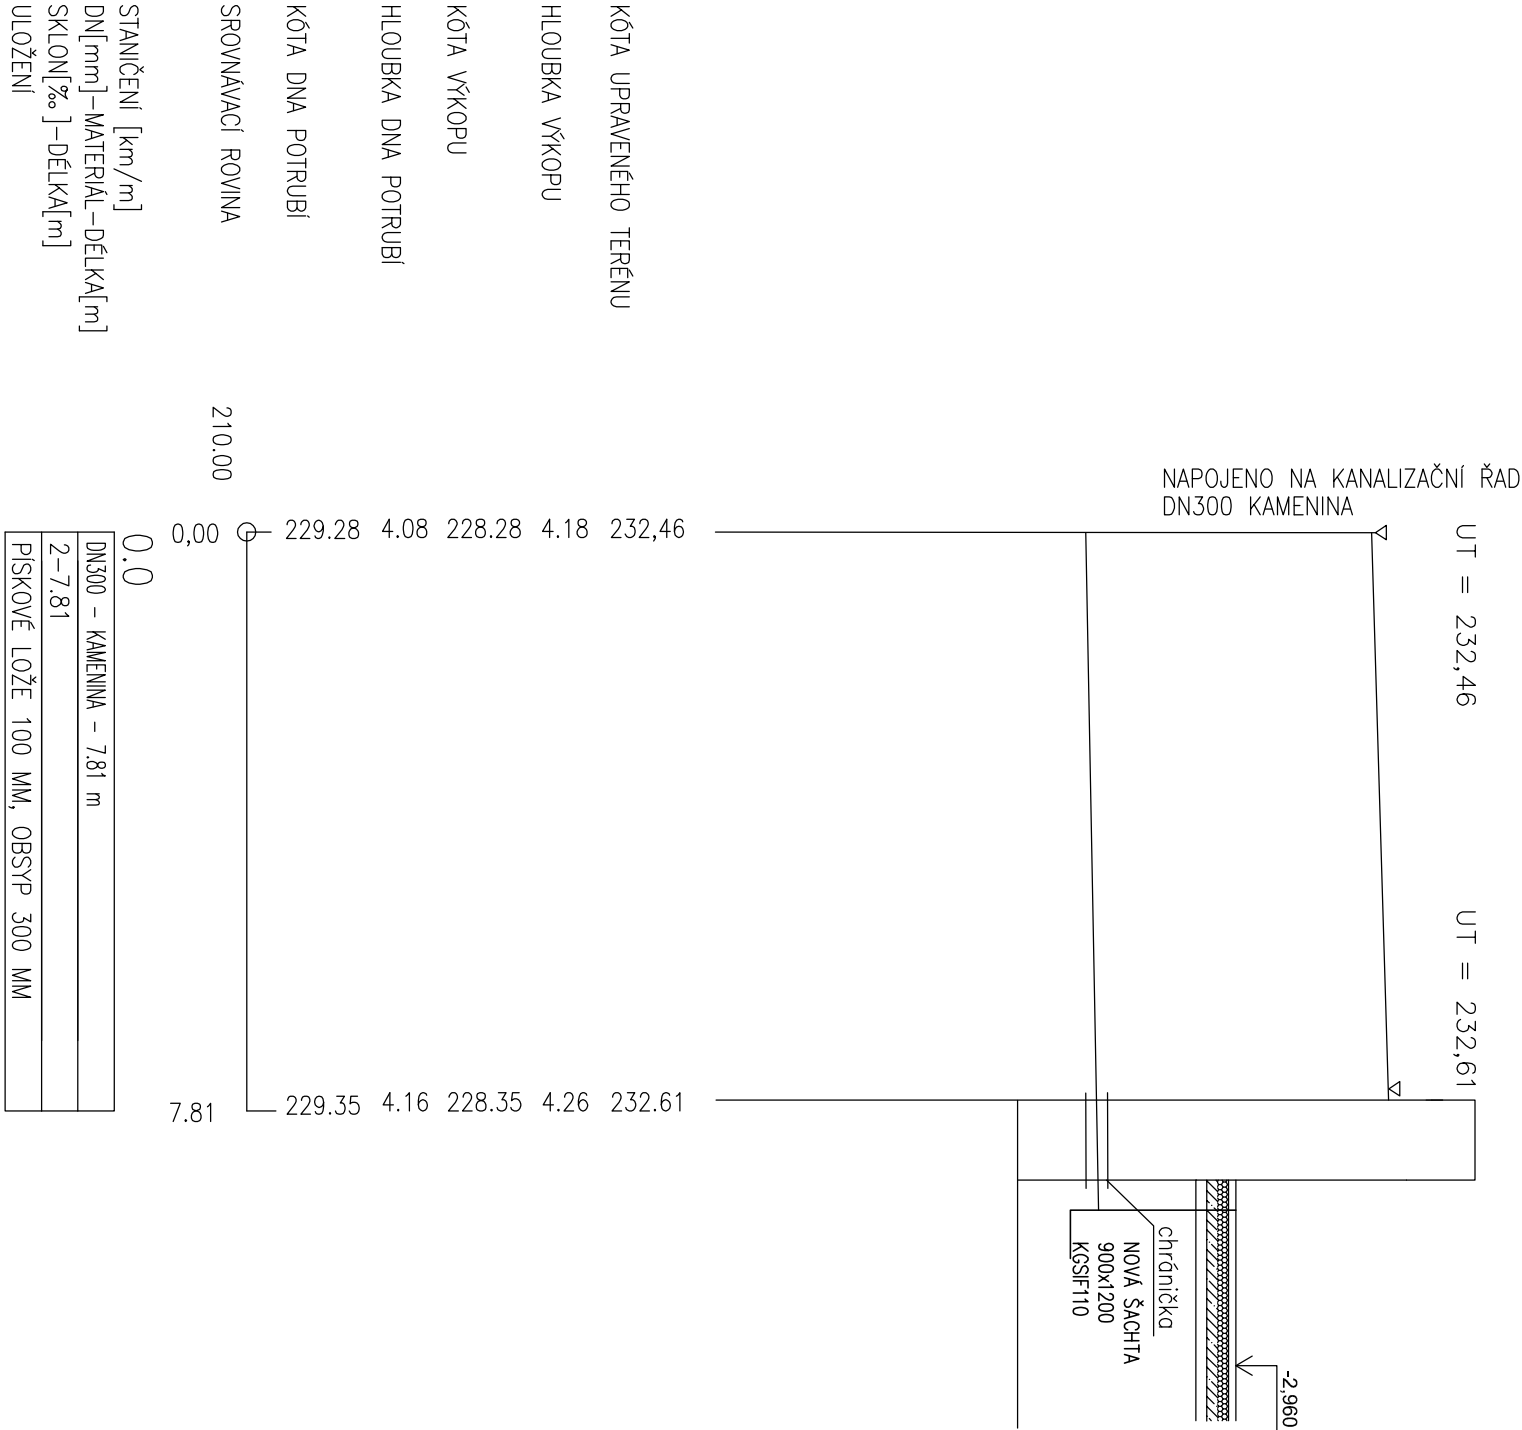 NAPOJENO NA KANALIZAČNÍ ŘAD
DN300 KAMENINA
UT = 232,46
UT = 232,61
KÓTA UPRAVENÉHO TERÉNU
232,46
232.61
HLOUBKA VÝKOPU
4.18
4.26
KÓTA VÝKOPU
228.28
228.35
HLOUBKA DNA POTRUBÍ
4.08
4.16
KÓTA DNA POTRUBÍ
229.28
229.35
SROVNÁVACÍ ROVINA
210.00
0,00
7.81
STANIČENÍ [km/m]
0.0
DN[mm]-MATERIÁL-DÉLKA[m]
DN300 - KAMENINA - 7.81 m
SKLON[‰]-DÉLKA[m]
2-7.81
ULOŽENÍ
PÍSKOVÉ LOŽE 100 MM, OBSYP 300 MM
chránička
NOVÁ ŠACHTA
900x1200
KGSIF110
-2,960